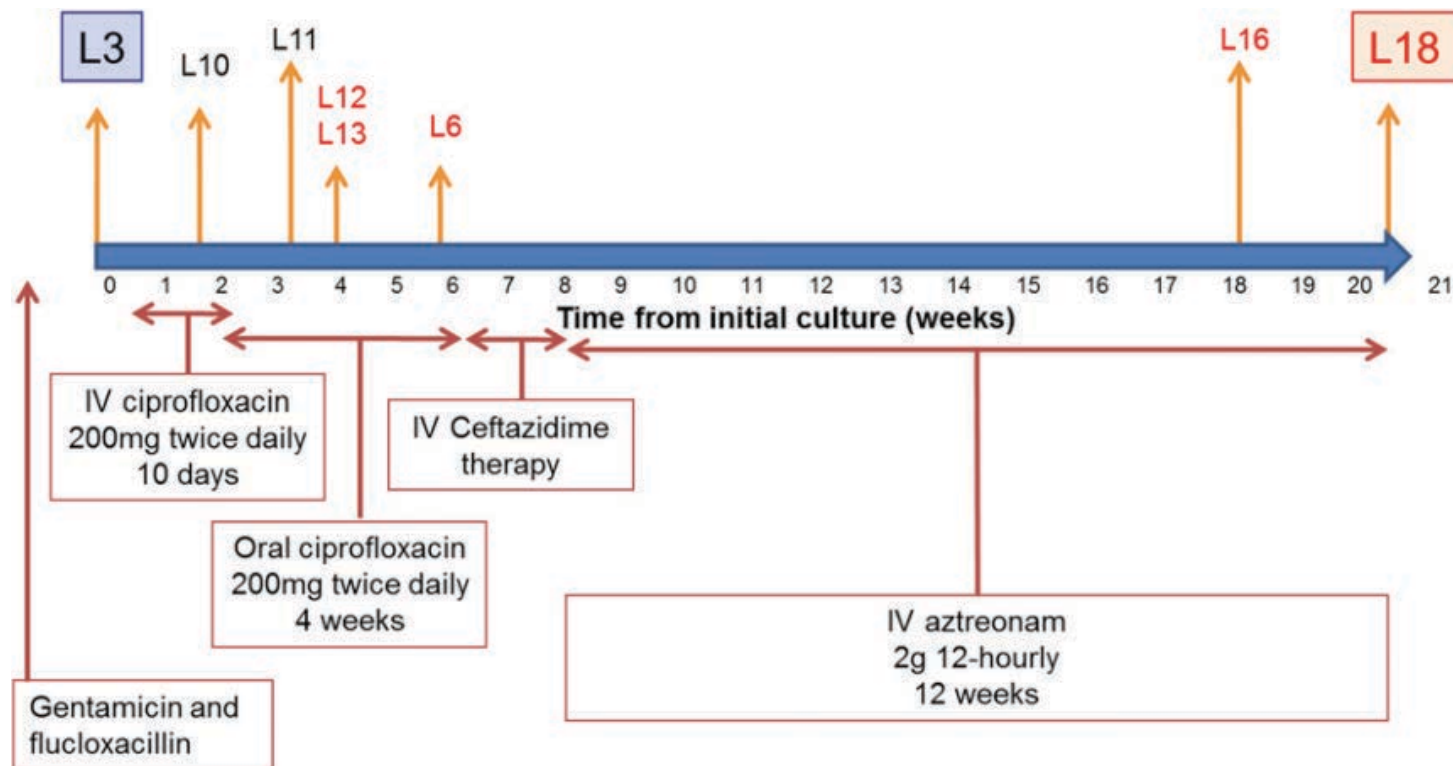 L3
L10
L11
L12
L13
L6
L16
L18
0 1 2 3 4 5 6 7 8 9 10 11 12 13 14 15 16 17 18 19 20 21
Time from initial culture (weeks)
IV ciprofloxacin
200mg twice daily
10 days
Oral ciprofloxacin
200mg twice daily
4 weeks
IV Ceftazidime
therapy
IV aztreonam
2g 12-hourly
12 weeks
Gentamicin and
flucloxacillin